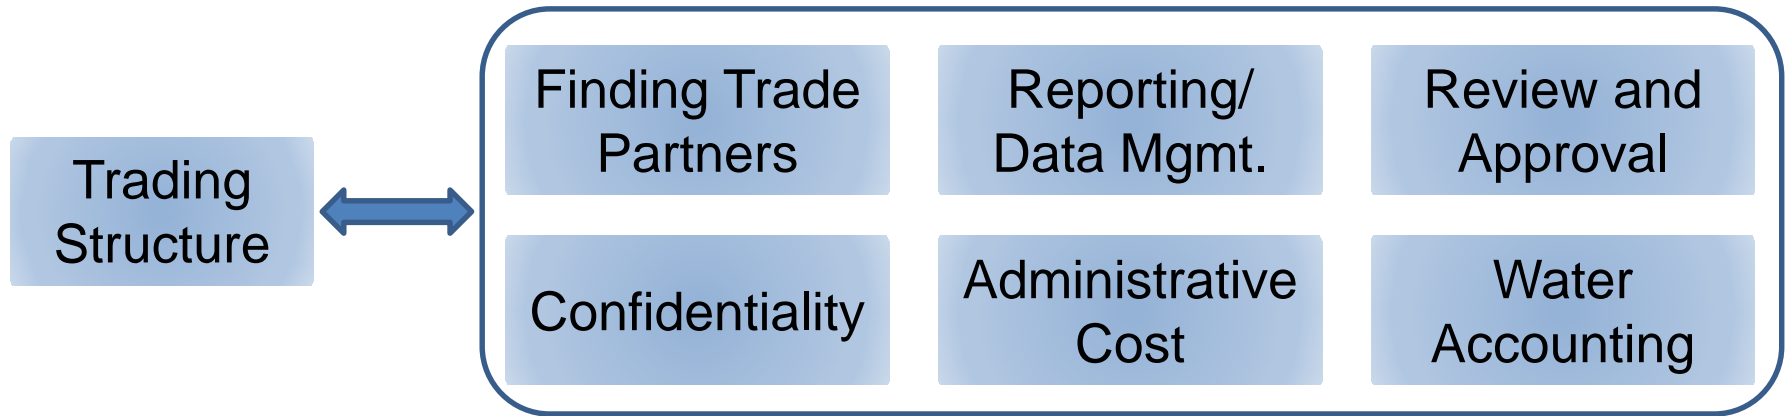 Trading
Structure
Finding Trade
Partners
Reporting/
Data Mgmt.
Review and
Approval
Confidentiality
Administrative
Cost
Water
Accounting